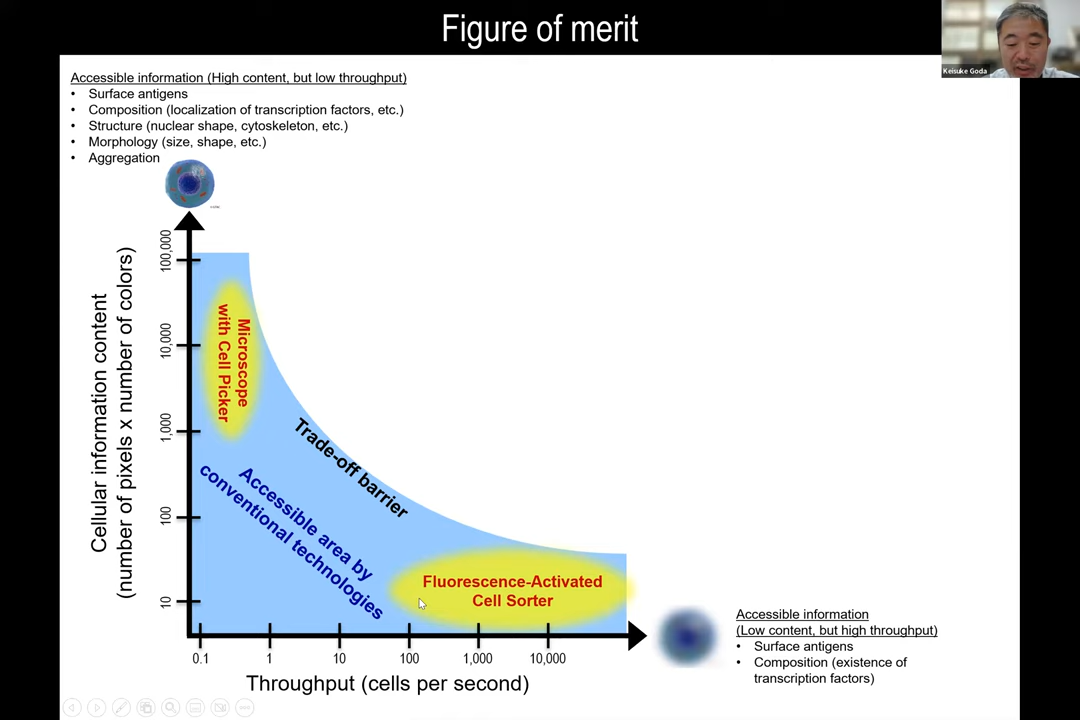 Figure of merit
Keisuke Goda
Accessible information (High content, but low throughput)
• Surface antigens
• Composition (localization of transcription factors, etc.)
• Structure (nuclear shape, cytoskeleton, etc.)
• Morphology (size, shape, etc.)
• Aggregation
Cellular information content
(number of pixels x number of colors)
100,000
10,000
1,000
100
10
Microscope
with Cell Picker
Trade-off barrier
Accessible area by
conventional technologies
Fluorescence-Activated
Cell Sorter
0.1
1
10
100
1,000
10,000
Throughput (cells per second)
Accessible information
(Low content, but high throughput)
• Surface antigens
• Composition (existence of
transcription factors)